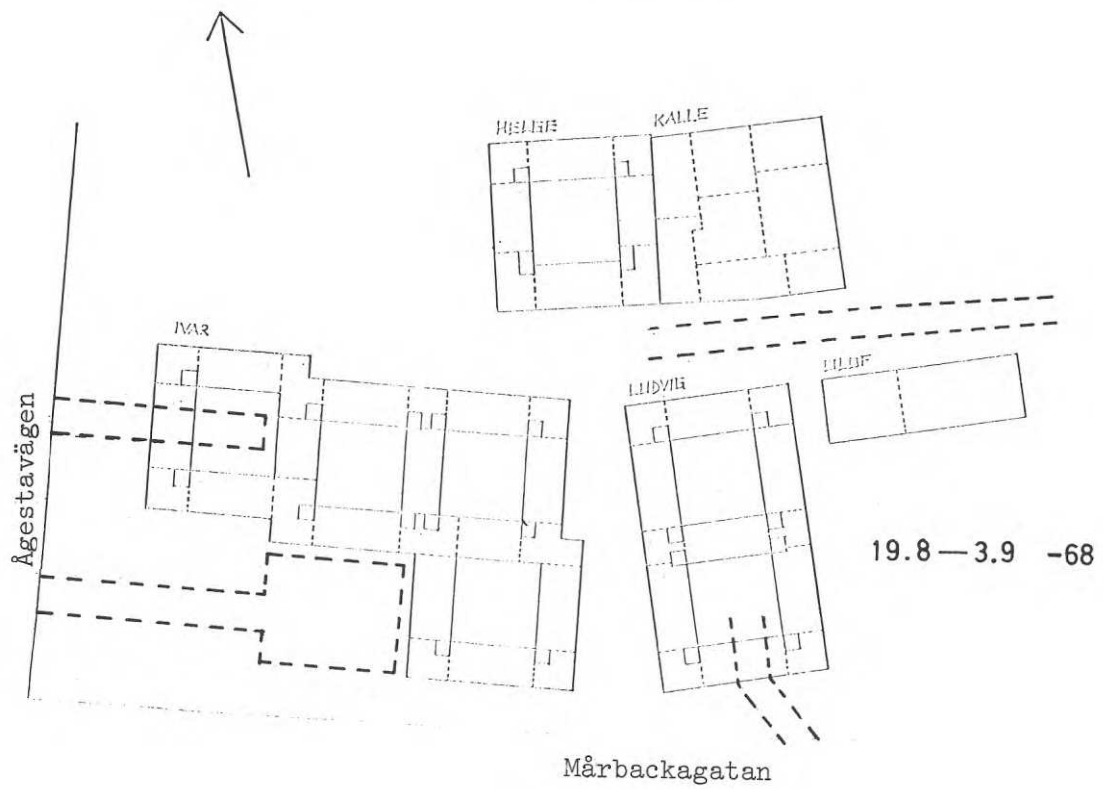 HELGE
KALLE
IVAR
LUDVIG
Ågestavägen
19.8—3.9 -68
Mårbackagatan